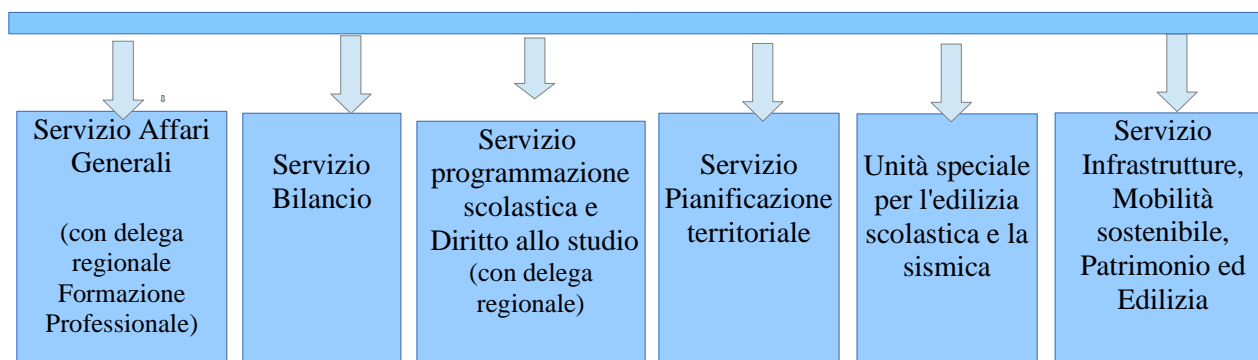 Servizio Affari
Generali
(con delega
regionale
Formazione
Professionale)
Servizio
Bilancio
Servizio
programmazione
scolastica e
Diritto allo studio
(con delega
regionale)
Servizio
Pianificazione
territoriale
Unità speciale
per l'edilizia
scolastica e la
sismica
Servizio
Infrastrutture,
Mobilità
sostenibile,
Patrimonio ed
Edilizia